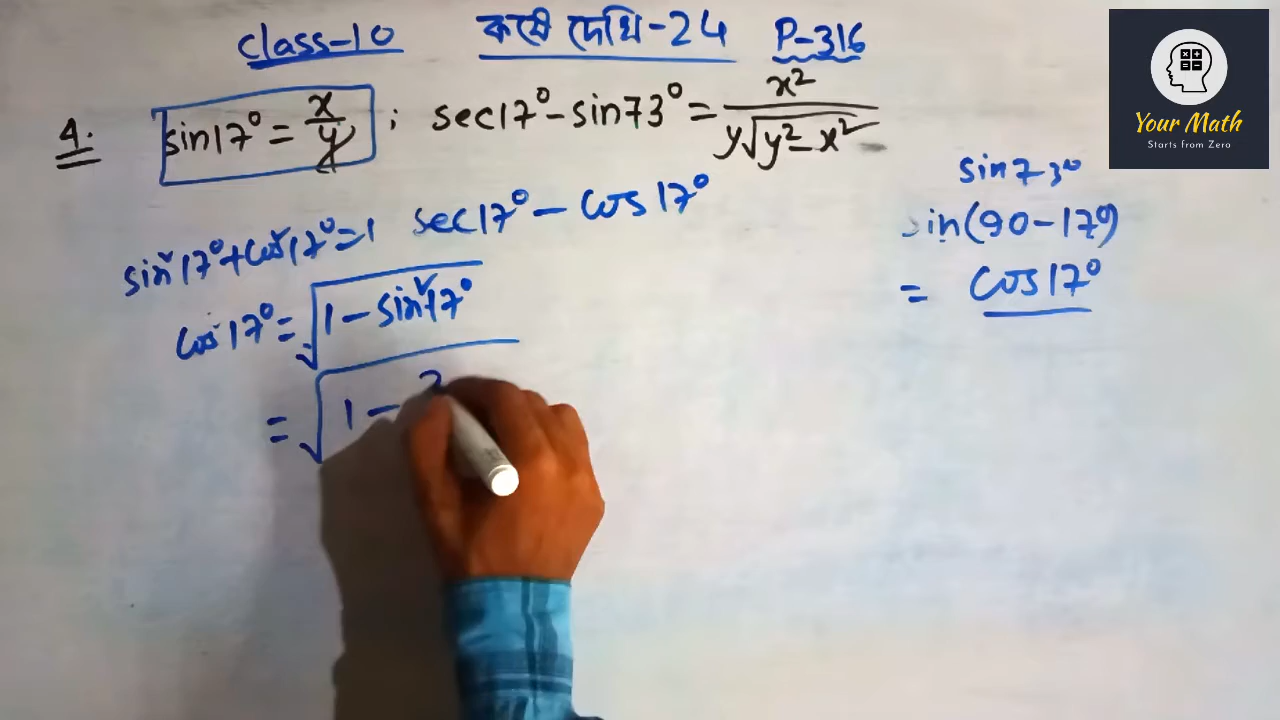 Class-10 কষে দেখি-24 P-316
Your Math
Starts from Zero
4. sin17° = x/y ; sec17° - sin73° = x²/y√y²-x²
sin73°
sin(90-17°)
= cos17°
sec17° - cos17°
sin²17°+cos²17°=1
cos17° = √1-sin²17°
= √1-